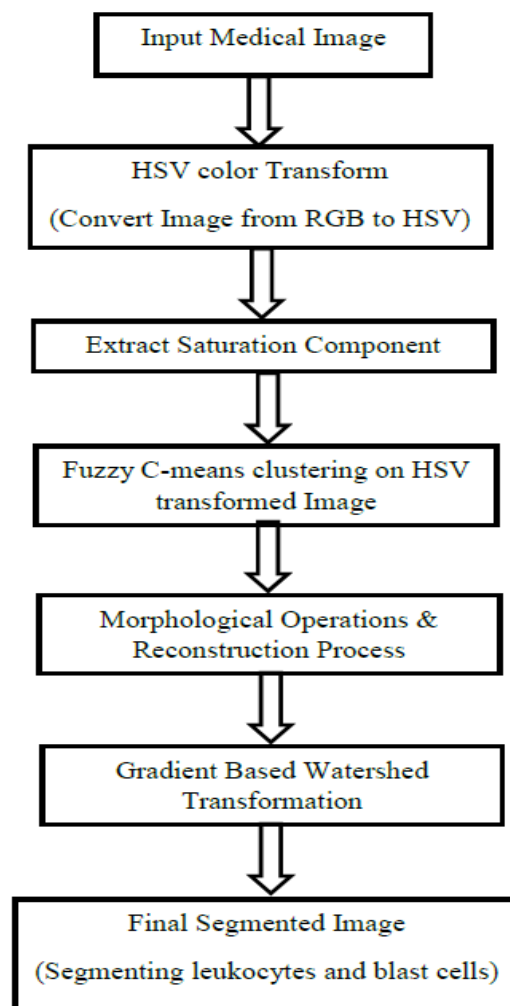 Input Medical Image
HSV color Transform
(Convert Image from RGB to HSV)
Extract Saturation Component
Fuzzy C-means clustering on HSV
transformed Image
Morphological Operations &
Reconstruction Process
Gradient Based Watershed
Transformation
Final Segmented Image
(Segmenting leukocytes and blast cells)